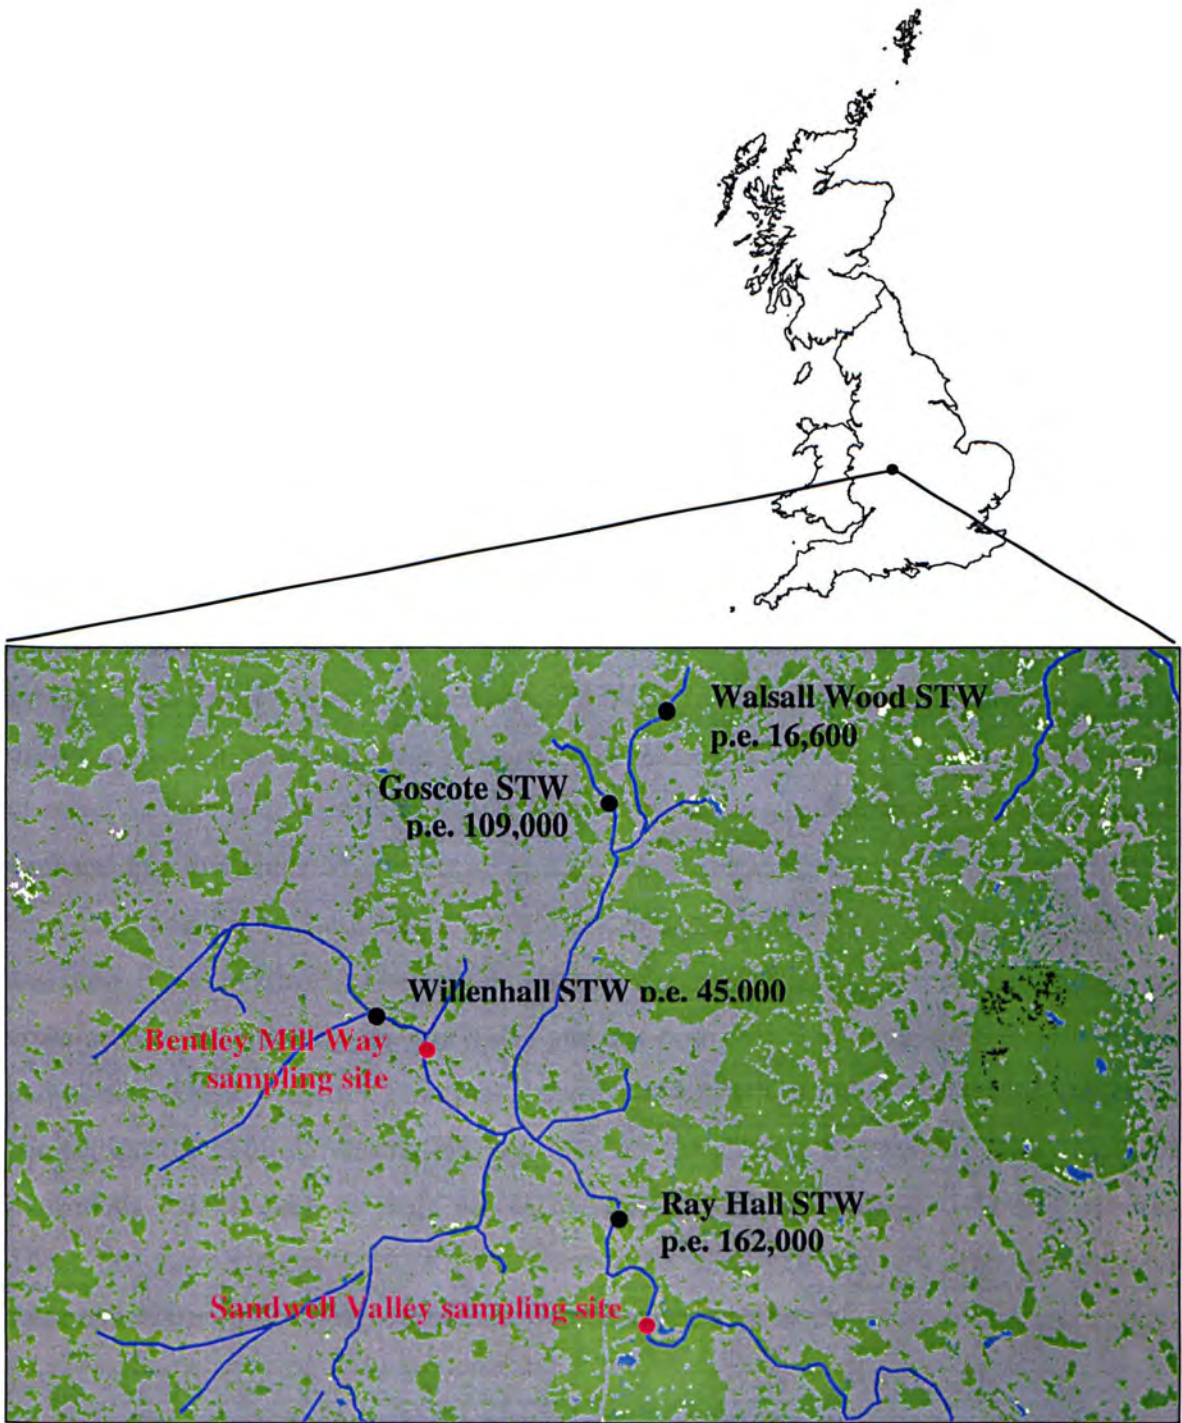 Walsall Wood STW
p.e. 16,600
Goscote STW
p.e. 109,000
Willenhall STW p.e. 45,000
Bentley Mill Way
sampling site
Ray Hall STW
p.e. 162,000
Sandwell Valley sampling site